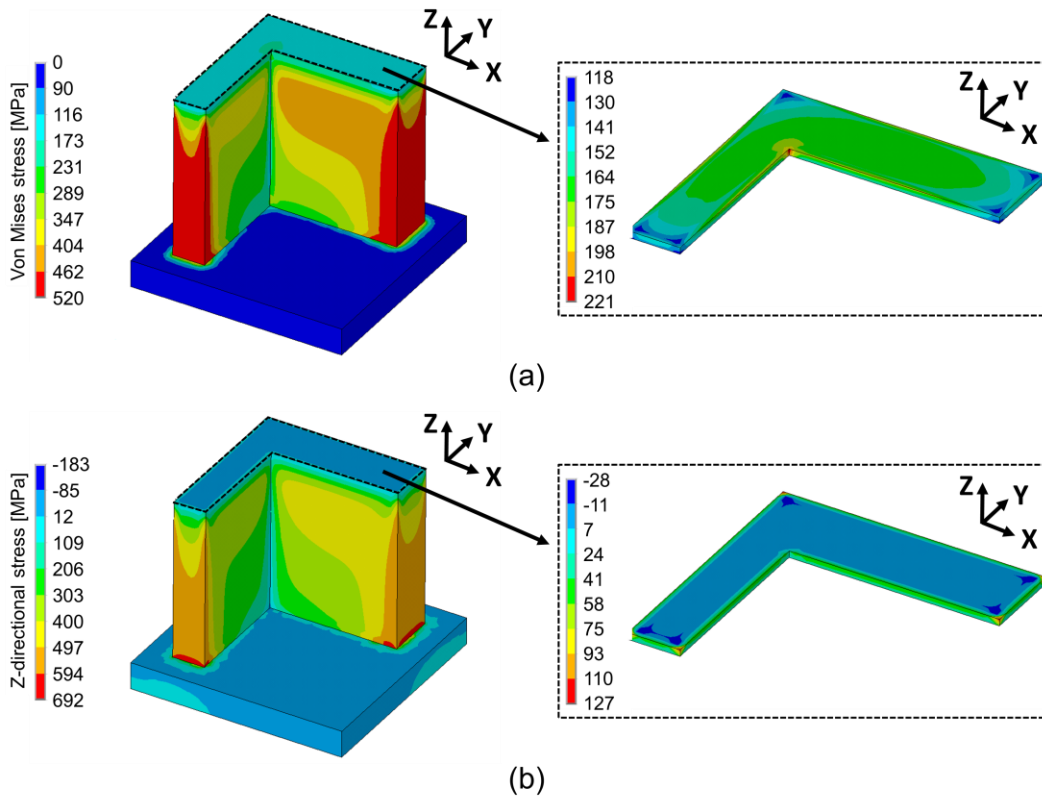 Von Mises stress [MPa]
0
90
116
173
231
289
347
404
462
520
Z
Y
X
118
130
141
152
164
175
187
198
210
221
Z
Y
X
(a)
Z-directional stress [MPa]
-183
-85
12
109
206
303
400
497
594
692
Z
Y
X
-28
-11
7
24
41
58
75
93
110
127
Z
Y
X
(b)